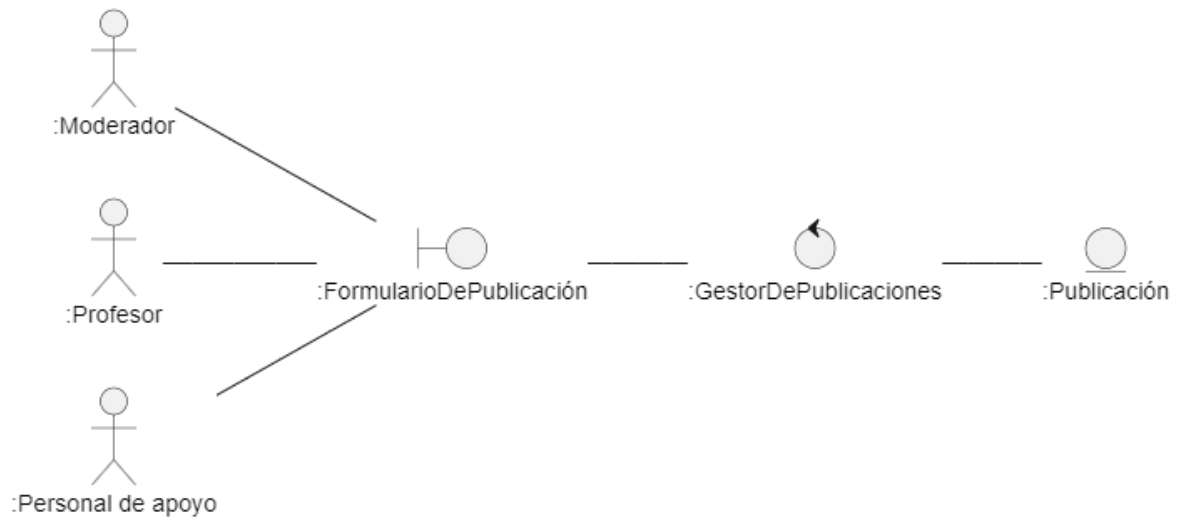 :Moderador
:Profesor
:FormularioDePublicación
:GestorDePublicaciones
:Publicación
:Personal de apoyo